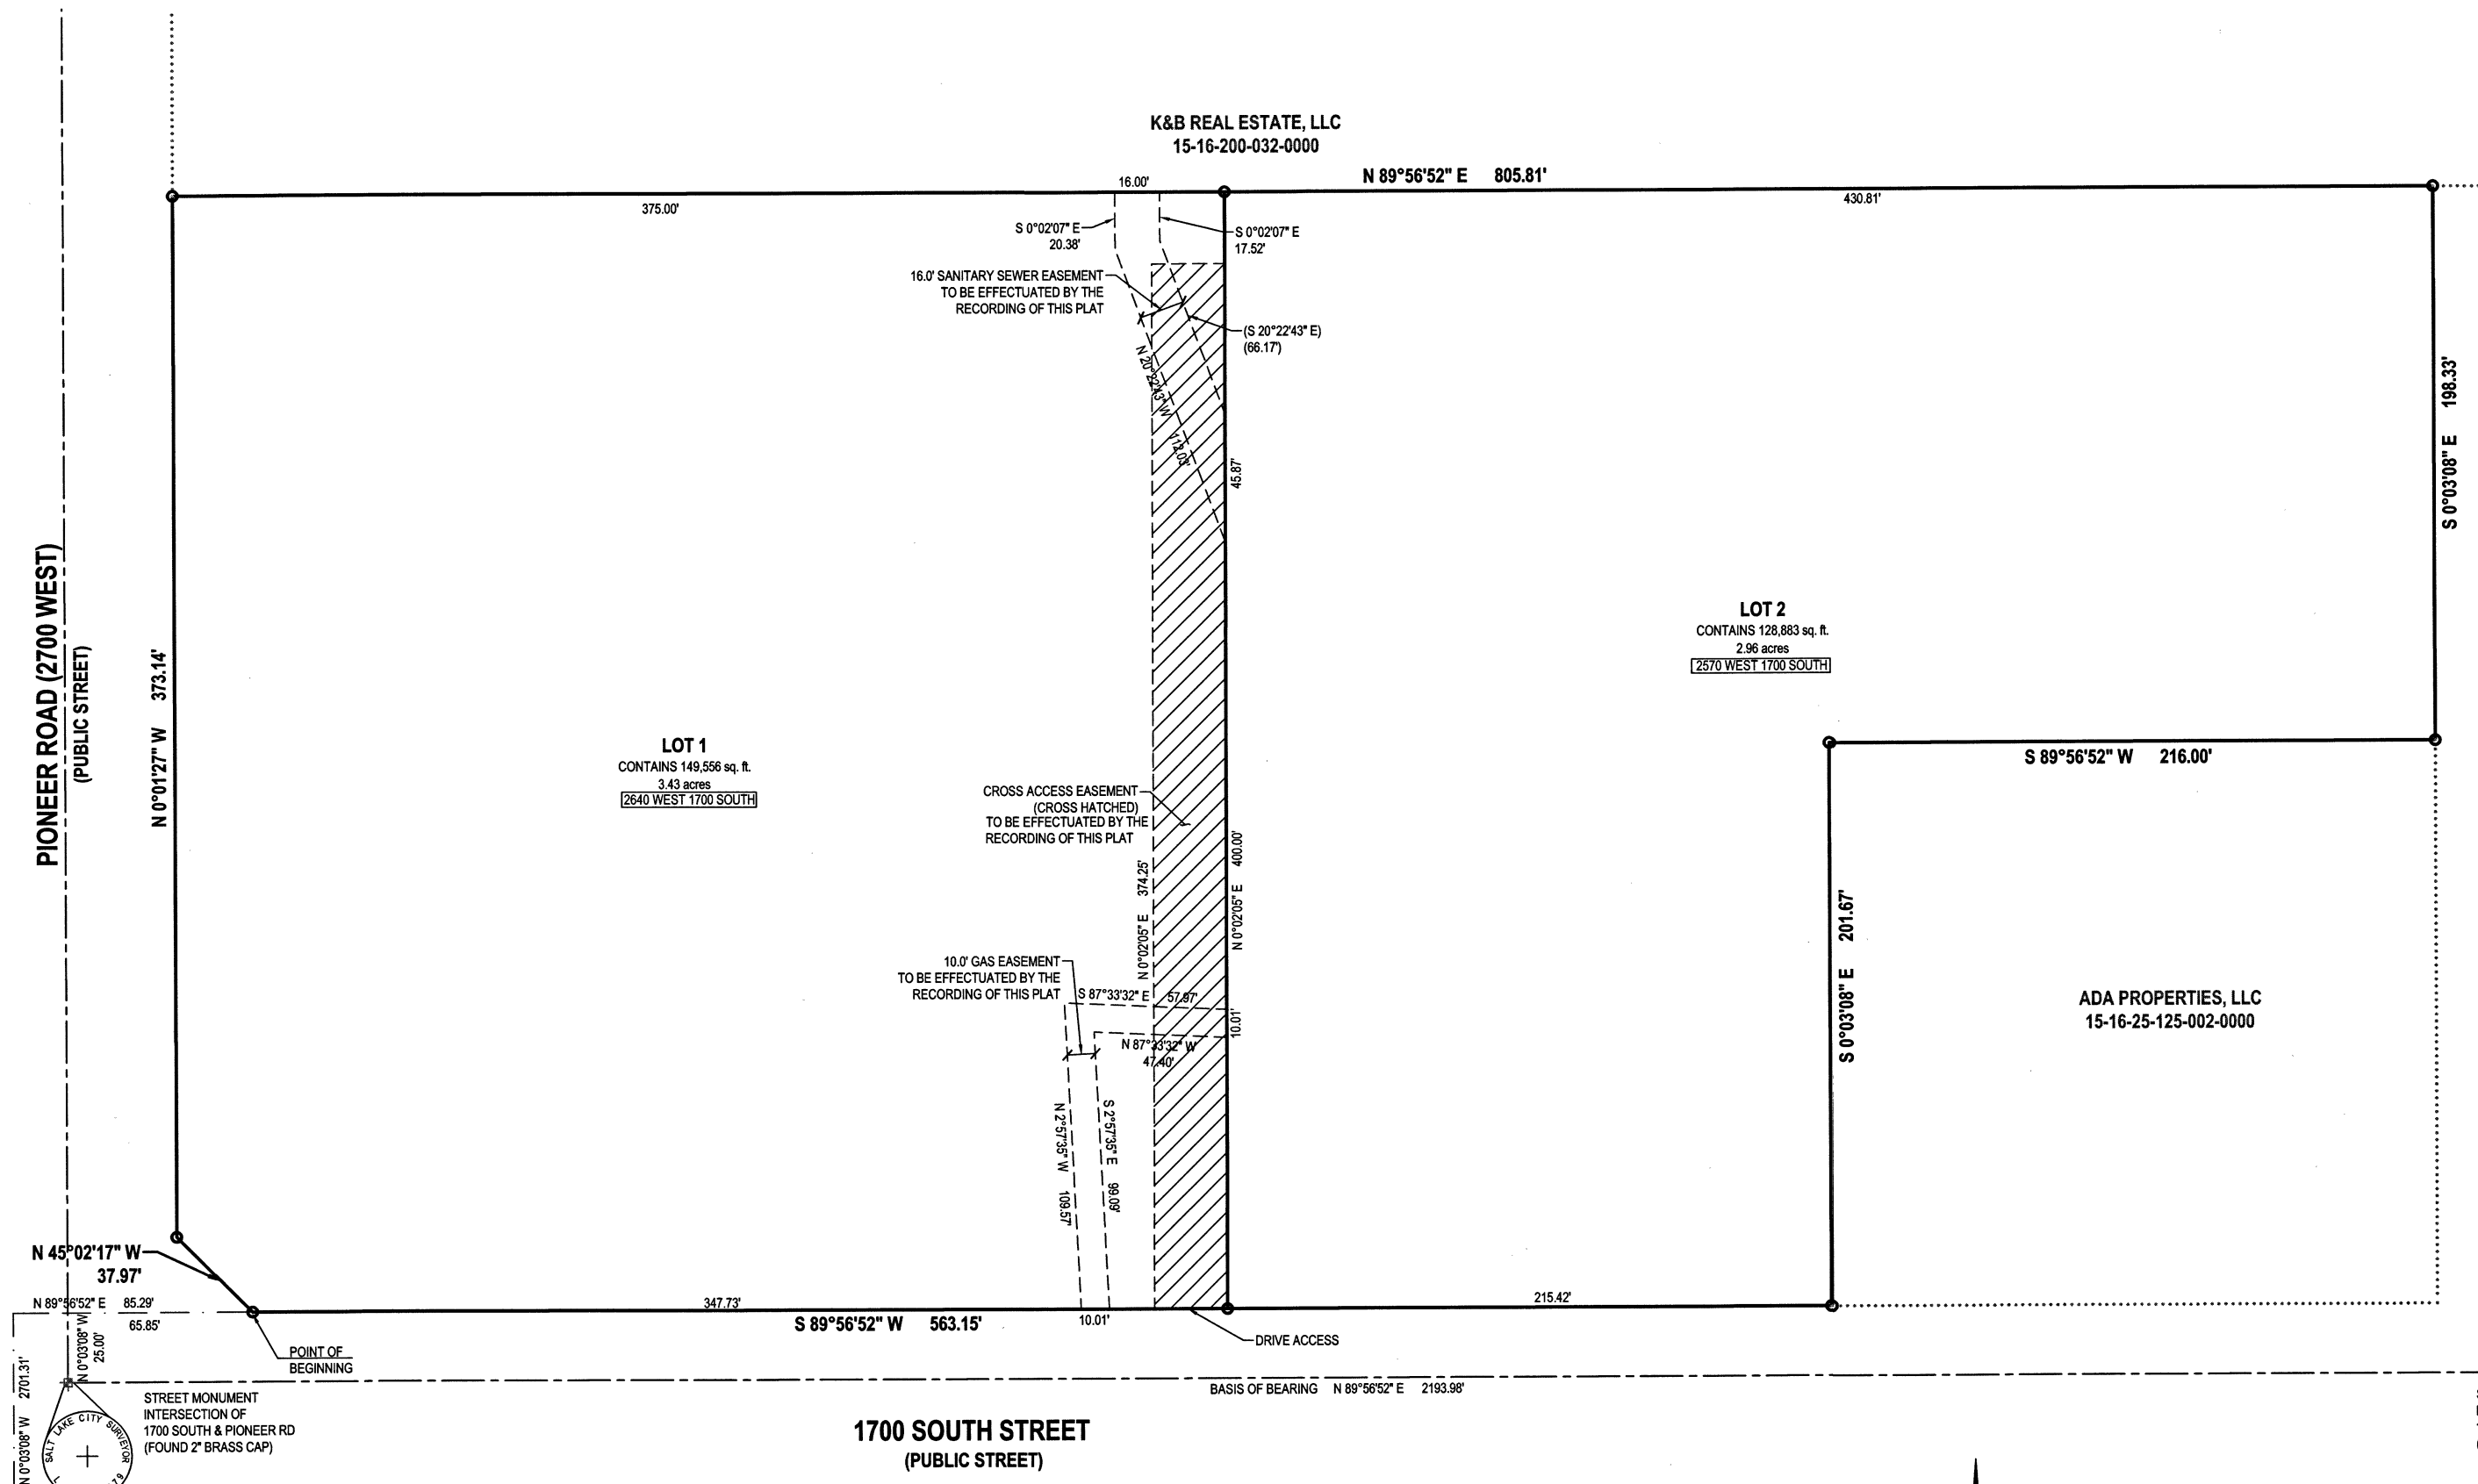 K&B REAL ESTATE, LLC
15-16-200-032-0000
N 89°56'52" E 805.81'
16.00'
375.00'
430.81'
S 0°02'07" E
20.38'
S 0°02'07" E
17.52'
16.0' SANITARY SEWER EASEMENT
TO BE EFFECTUATED BY THE
RECORDING OF THIS PLAT
(S 20°22'43" E)
(66.17')
N 20°22'43" W 112.03'
45.87'
S 0°03'08" E 198.33'
PIONEER ROAD (2700 WEST)
(PUBLIC STREET)
N 0°01'27" W 373.14'
LOT 1
CONTAINS 149,556 sq. ft.
3.43 acres
2640 WEST 1700 SOUTH
LOT 2
CONTAINS 128,883 sq. ft.
2.96 acres
2570 WEST 1700 SOUTH
S 89°56'52" W 216.00'
CROSS ACCESS EASEMENT
(CROSS HATCHED)
TO BE EFFECTUATED BY THE
RECORDING OF THIS PLAT
N 0°02'05" E 374.25'
N 0°02'05" E 400.00'
S 0°03'08" E 201.67'
10.0' GAS EASEMENT
TO BE EFFECTUATED BY THE
RECORDING OF THIS PLAT
S 87°33'32" E 57.97'
10.01'
N 87°33'32" W
47.40'
N 2°57'35" W 109.57'
S 2°57'35" E 99.09'
ADA PROPERTIES, LLC
15-16-25-125-002-0000
N 45°02'17" W
37.97'
N 89°56'52" E 85.29'
65.85'
N 0°03'08" W
25.00'
347.73'
215.42'
S 89°56'52" W 563.15'
10.01'
DRIVE ACCESS
POINT OF
BEGINNING
N 0°03'08" W 2701.31'
BASIS OF BEARING N 89°56'52" E 2193.98'
STREET MONUMENT
INTERSECTION OF
1700 SOUTH & PIONEER RD
(FOUND 2" BRASS CAP)
SALT LAKE CITY SURVEYOR
1700 SOUTH STREET
(PUBLIC STREET)